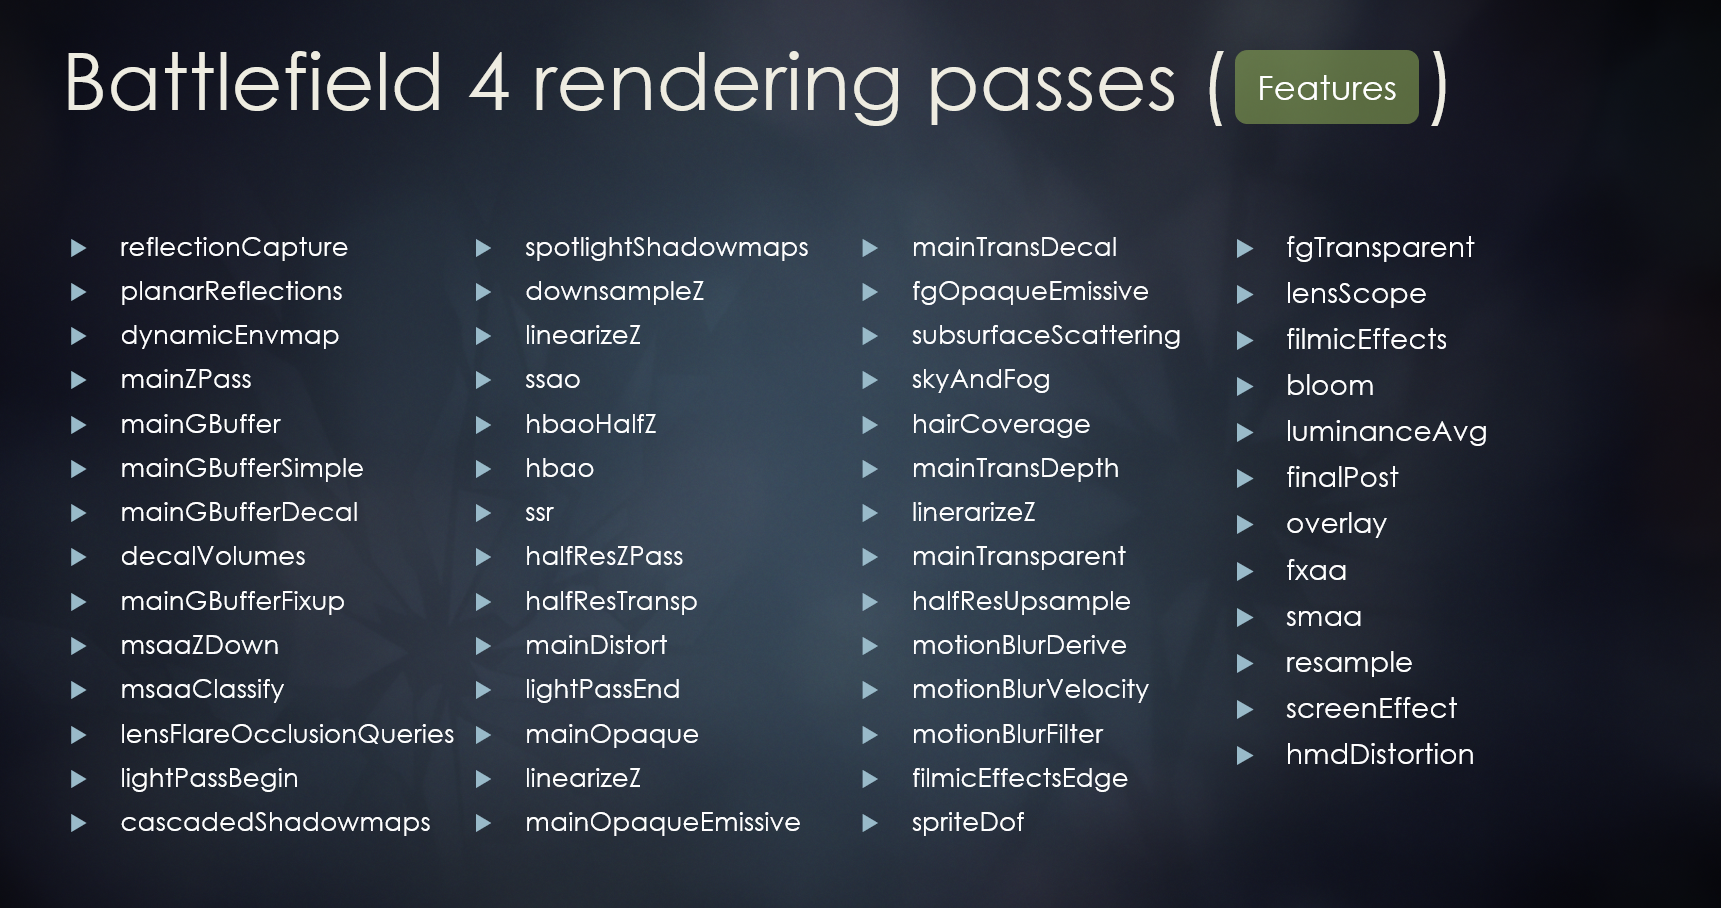 Battlefield 4 rendering passes ( Features )
reflectionCapture
planarReflections
dynamicEnvmap
mainZPass
mainGBuffer
mainGBufferSimple
mainGBufferDecal
decalVolumes
mainGBufferFixup
msaaZDown
msaaClassify
lensFlareOcclusionQueries
lightPassBegin
cascadedShadowmaps
spotlightShadowmaps
downsampleZ
linearizeZ
ssao
hbaoHalfZ
hbao
ssr
halfResZPass
halfResTransp
mainDistort
lightPassEnd
mainOpaque
linearizeZ
mainOpaqueEmissive
mainTransDecal
fgOpaqueEmissive
subsurfaceScattering
skyAndFog
hairCoverage
mainTransDepth
linerarizeZ
mainTransparent
halfResUpsample
motionBlurDerive
motionBlurVelocity
motionBlurFilter
filmicEffectsEdge
spriteDof
fgTransparent
lensScope
filmicEffects
bloom
luminanceAvg
finalPost
overlay
fxaa
smaa
resample
screenEffect
hmdDistortion